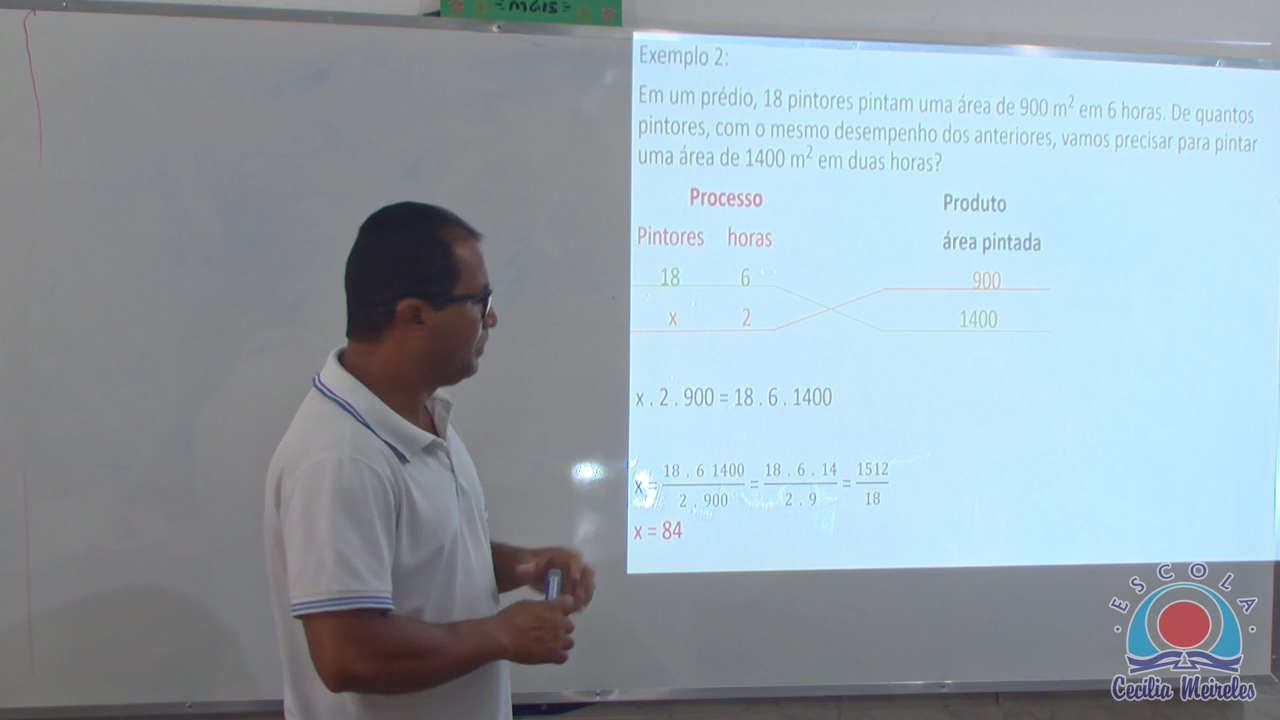 MGIS
Exemplo 2:
Em um prédio, 18 pintores pintam uma área de 900 m² em 6 horas. De quantos
pintores, com o mesmo desempenho dos anteriores, vamos precisar para pintar
uma área de 1400 m² em duas horas?
Processo Produto
Pintores horas área pintada
18 6 900
x 2 1400
x . 2 . 900 = 18 . 6 . 1400
x = 18 . 6 1400 / 2 . 900 = 18 . 6 . 14 / 2 . 9 = 1512 / 18
x = 84
ESCOLA
Cecília Meireles